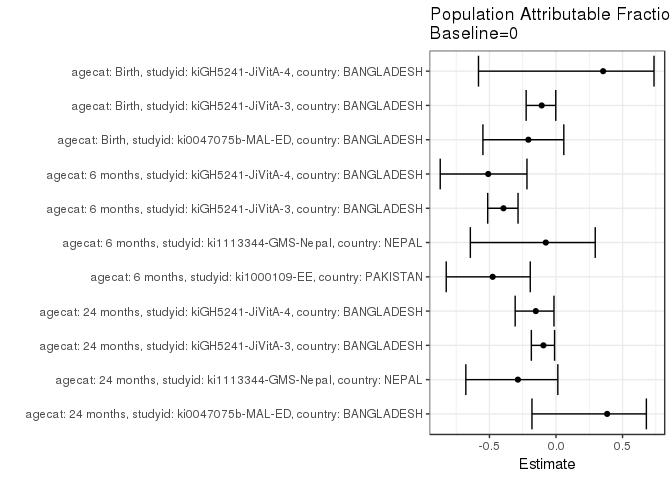 Population Attributable Fractio
Baseline=0
agecat: Birth, studyid: kiGH5241-JiVitA-4, country: BANGLADESH
agecat: Birth, studyid: kiGH5241-JiVitA-3, country: BANGLADESH
agecat: Birth, studyid: ki0047075b-MAL-ED, country: BANGLADESH
agecat: 6 months, studyid: kiGH5241-JiVitA-4, country: BANGLADESH
agecat: 6 months, studyid: kiGH5241-JiVitA-3, country: BANGLADESH
agecat: 6 months, studyid: ki1113344-GMS-Nepal, country: NEPAL
agecat: 6 months, studyid: ki1000109-EE, country: PAKISTAN
agecat: 24 months, studyid: kiGH5241-JiVitA-4, country: BANGLADESH
agecat: 24 months, studyid: kiGH5241-JiVitA-3, country: BANGLADESH
agecat: 24 months, studyid: ki1113344-GMS-Nepal, country: NEPAL
agecat: 24 months, studyid: ki0047075b-MAL-ED, country: BANGLADESH
-0.5 0.0 0.5
Estimate